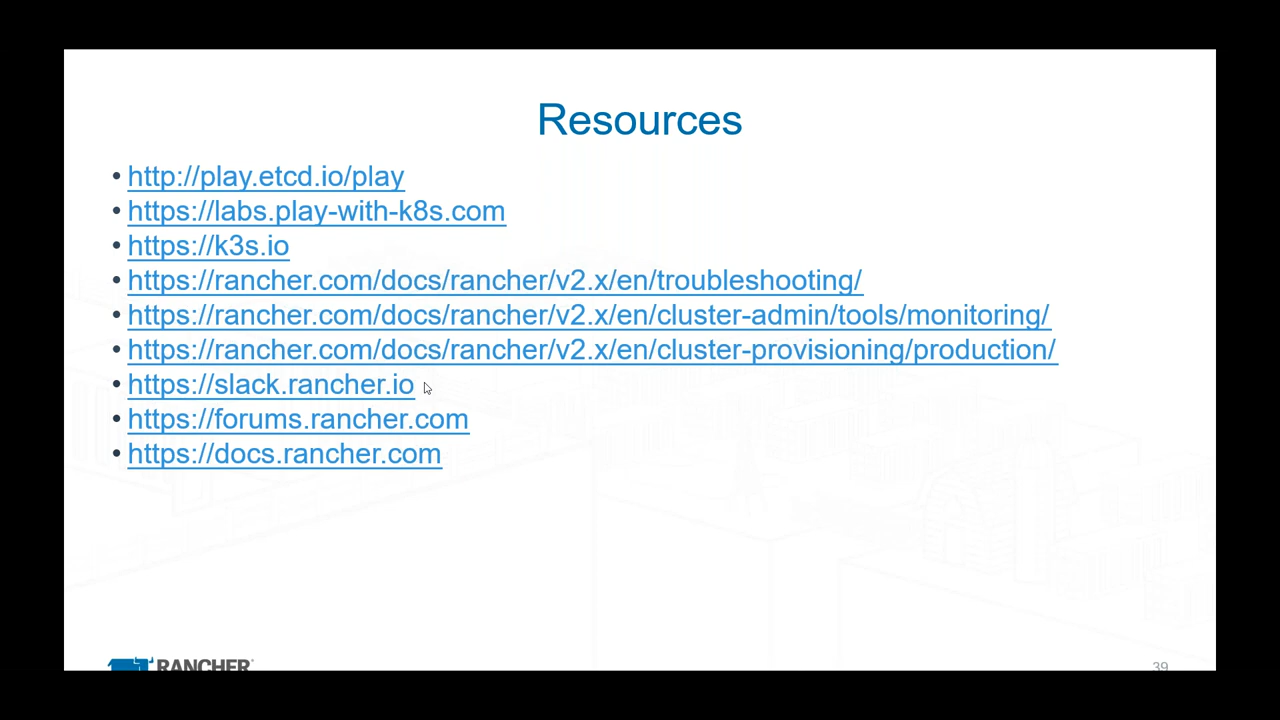 Resources
• http://play.etcd.io/play
• https://labs.play-with-k8s.com
• https://k3s.io
• https://rancher.com/docs/rancher/v2.x/en/troubleshooting/
• https://rancher.com/docs/rancher/v2.x/en/cluster-admin/tools/monitoring/
• https://rancher.com/docs/rancher/v2.x/en/cluster-provisioning/production/
• https://slack.rancher.io
• https://forums.rancher.com
• https://docs.rancher.com
RANCHER
39